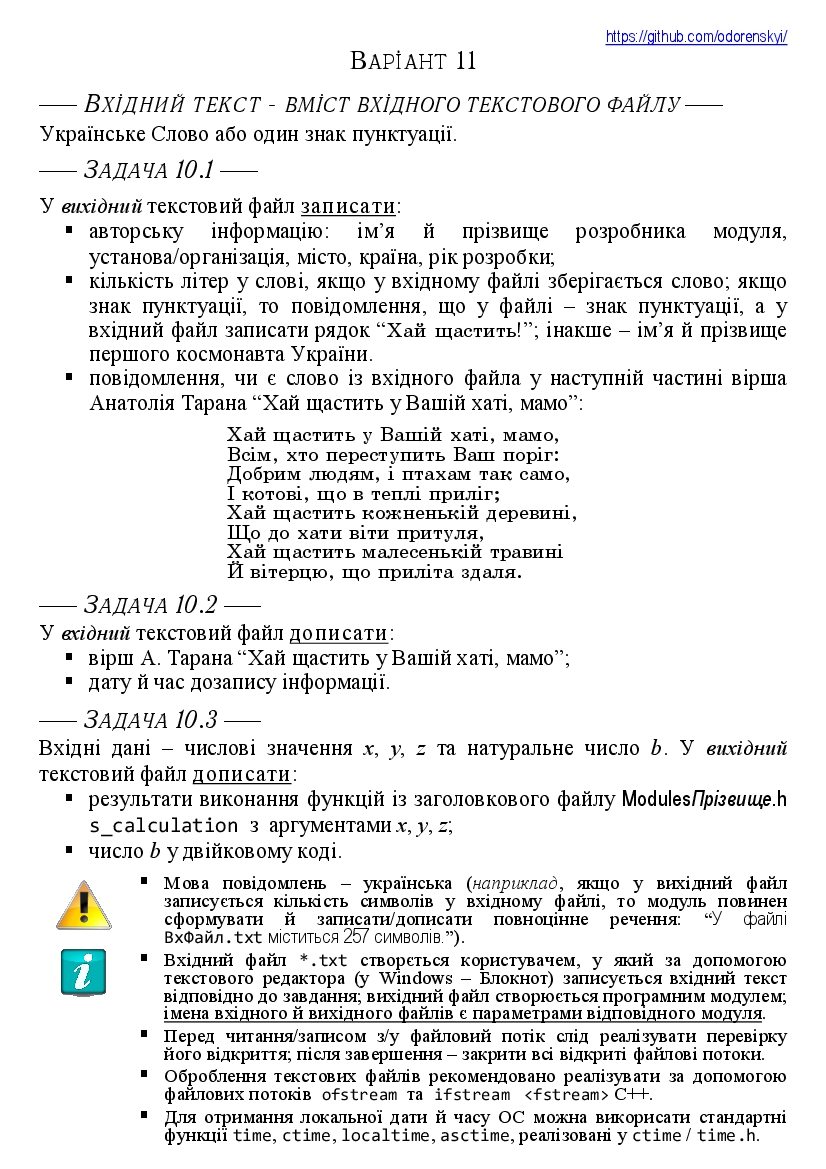 https://github.com/odorenskyi/
ВАРІАНТ 11
—— ВХІДНИЙ ТЕКСТ - ВМІСТ ВХІДНОГО ТЕКСТОВОГО ФАЙЛУ ——
Українське Слово або один знак пунктуації.
—— ЗАДАЧА 10.1 ——
У вихідний текстовий файл записати:
▪ авторську інформацію: ім’я й прізвище розробника модуля,
установа/організація, місто, країна, рік розробки;
▪ кількість літер у слові, якщо у вхідному файлі зберігається слово; якщо
знак пунктуації, то повідомлення, що у файлі – знак пунктуації, а у
вхідний файл записати рядок “Хай щастить!”; інакше – ім’я й прізвище
першого космонавта України.
▪ повідомлення, чи є слово із вхідного файла у наступній частині вірша
Анатолія Тарана “Хай щастить у Вашій хаті, мамо”:
Хай щастить у Вашій хаті, мамо,
Всім, хто переступить Ваш поріг:
Добрим людям, і птахам так само,
І котові, що в теплі приліг;
Хай щастить кожненькій деревині,
Що до хати віти притуля,
Хай щастить малесенькій травині
Й вітерцю, що приліта здаля.
—— ЗАДАЧА 10.2 ——
У вхідний текстовий файл дописати:
▪ вірш А. Тарана “Хай щастить у Вашій хаті, мамо”;
▪ дату й час дозапису інформації.
—— ЗАДАЧА 10.3 ——
Вхідні дані – числові значення x, y, z та натуральне число b. У вихідний
текстовий файл дописати:
▪ результати виконання функцій із заголовкового файлу ModulesПрізвище.h
s_calculation з аргументами x, y, z;
▪ число b у двійковому коді.
▪ Мова повідомлень – українська (наприклад, якщо у вихідний файл
записується кількість символів у вхідному файлі, то модуль повинен
сформувати й записати/дописати повноцінне речення: “У файлі
ВхФайл.txt міститься 257 символів.”).
▪ Вхідний файл *.txt створється користувачем, у який за допомогою
текстового редактора (у Windows – Блокнот) записується вхідний текст
відповідно до завдання; вихідний файл створюється програмним модулем;
імена вхідного й вихідного файлів є параметрами відповідного модуля.
▪ Перед читання/записом з/у файловий потік слід реалізувати перевірку
його відкриття; після завершення – закрити всі відкриті файлові потоки.
▪ Оброблення текстових файлів рекомендовано реалізувати за допомогою
файлових потоків ofstream та ifstream <fstream> С++.
▪ Для отримання локальної дати й часу ОС можна використати стандартні
функції time, ctime, localtime, asctime, реалізовані у ctime / time.h.